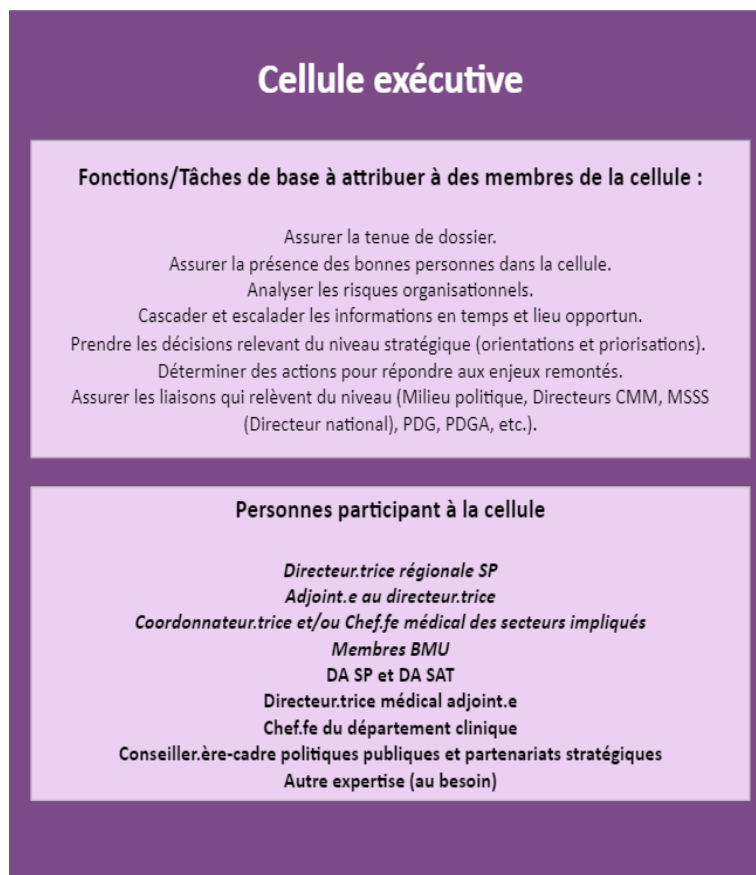 Cellule exécutive
Fonctions/Tâches de base à attribuer à des membres de la cellule :
Assurer la tenue de dossier.
Assurer la présence des bonnes personnes dans la cellule.
Analyser les risques organisationnels.
Cascader et escalader les informations en temps et lieu opportun.
Prendre les décisions relevant du niveau stratégique (orientations et priorisations).
Déterminer des actions pour répondre aux enjeux remontés.
Assurer les liaisons qui relèvent du niveau (Milieu politique, Directeurs CMM, MSSS
(Directeur national), PDG, PDGA, etc.).
Personnes participant à la cellule
Directeur.trice régionale SP
Adjoint.e au directeur.trice
Coordonnateur.trice et/ou Chef.fe médical des secteurs impliqués
Membres BMU
DA SP et DA SAT
Directeur.trice médical adjoint.e
Chef.fe du département clinique
Conseiller.ère-cadre politiques publiques et partenariats stratégiques
Autre expertise (au besoin)